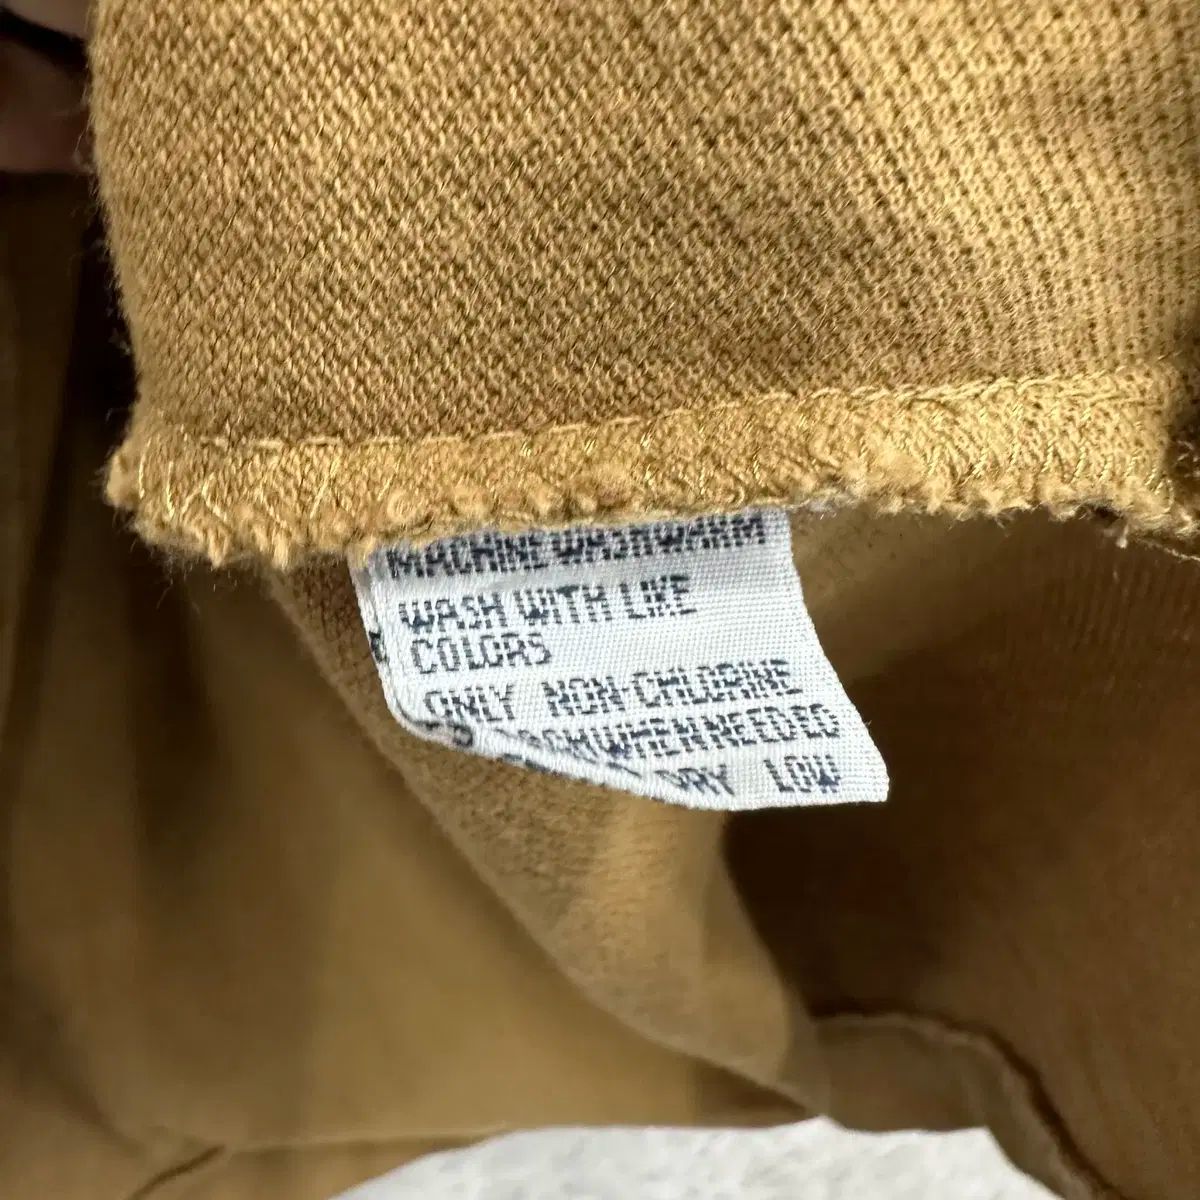 MACHINE WASH WARM
WASH WITH LIKE
COLORS
ONLY NON-CHLORINE
WHEN NEEDED
DRY LOW